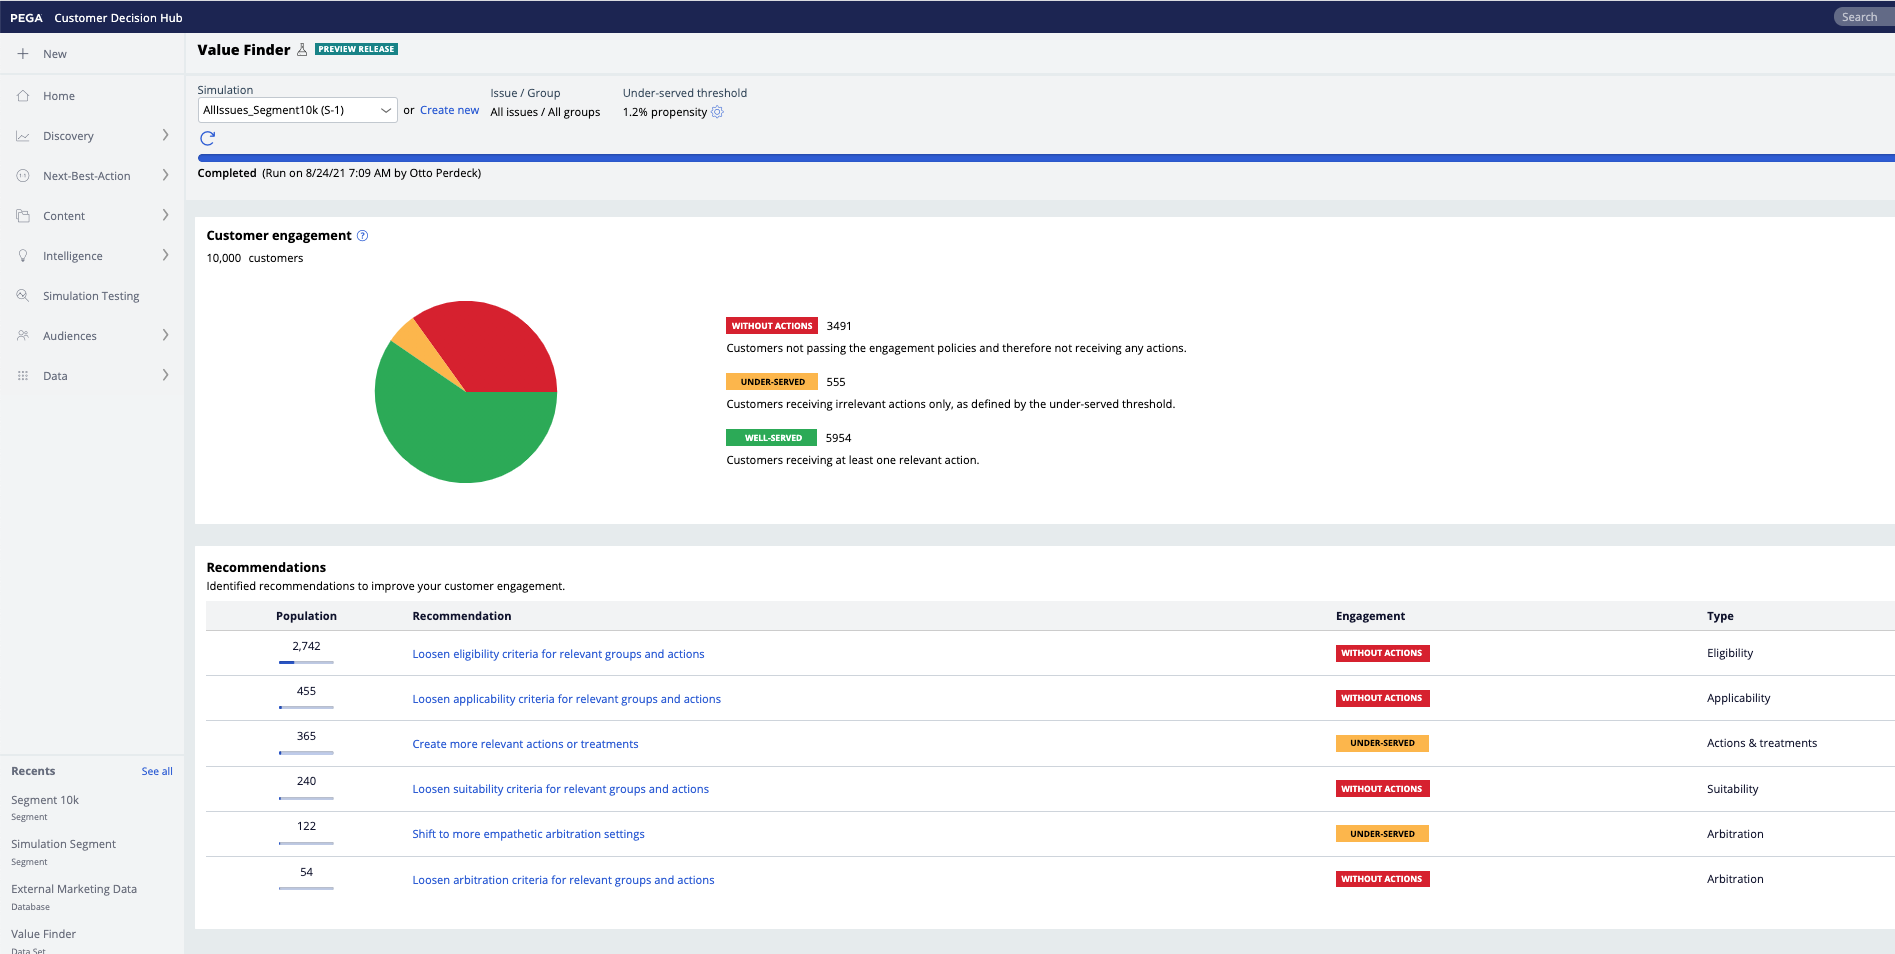 PEGA Customer Decision Hub
Search
New
Home
Discovery
Next-Best-Action
Content
Intelligence
Simulation Testing
Audiences
Data
Recents See all
Segment 10k
Segment
Simulation Segment
Segment
External Marketing Data
Database
Value Finder
Data Set
Value Finder PREVIEW RELEASE
Simulation
AllIssues_Segment10k (S-1)
or Create new
Issue / Group
All issues / All groups
Under-served threshold
1.2% propensity
Completed (Run on 8/24/21 7:09 AM by Otto Perdeck)
Customer engagement ?
10,000 customers
WITHOUT ACTIONS 3491
Customers not passing the engagement policies and therefore not receiving any actions.
UNDER-SERVED 555
Customers receiving irrelevant actions only, as defined by the under-served threshold.
WELL-SERVED 5954
Customers receiving at least one relevant action.
Recommendations
Identified recommendations to improve your customer engagement.
Population Recommendation Engagement Type
2,742 Loosen eligibility criteria for relevant groups and actions WITHOUT ACTIONS Eligibility
455 Loosen applicability criteria for relevant groups and actions WITHOUT ACTIONS Applicability
365 Create more relevant actions or treatments UNDER-SERVED Actions & treatments
240 Loosen suitability criteria for relevant groups and actions WITHOUT ACTIONS Suitability
122 Shift to more empathetic arbitration settings UNDER-SERVED Arbitration
54 Loosen arbitration criteria for relevant groups and actions WITHOUT ACTIONS Arbitration